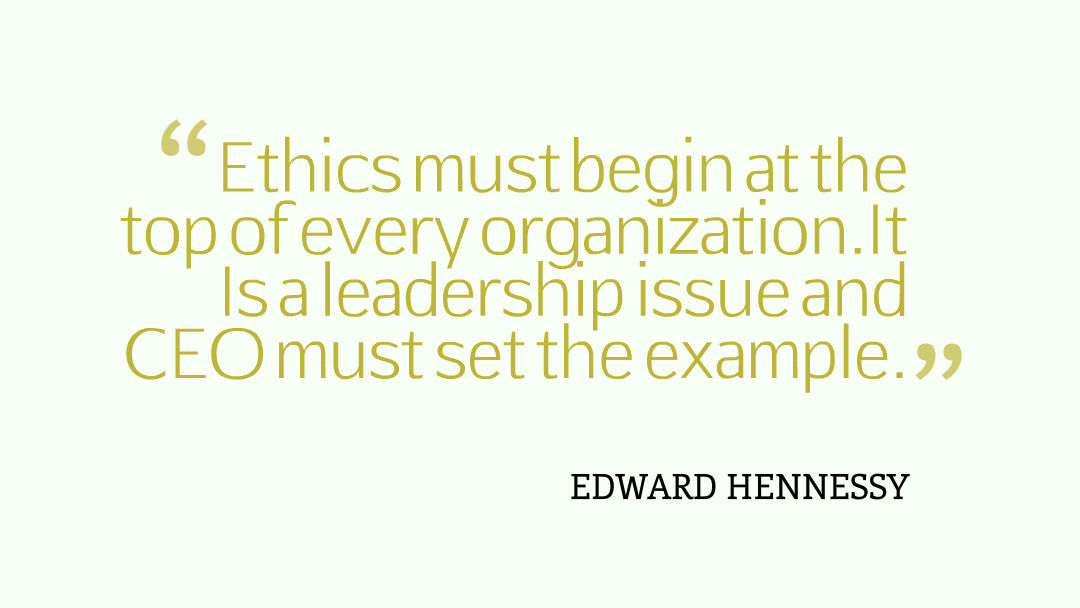 “Ethics must begin at the
top of every organization.It
Is a leadership issue and
CEO must set the example.”
EDWARD HENNESSY